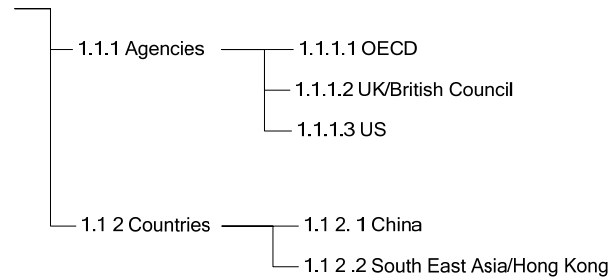 1.1.1 Agencies
1.1.1.1 OECD
1.1.1.2 UK/British Council
1.1.1.3 US
1.1 2 Countries
1.1 2. 1 China
1.1 2 .2 South East Asia/Hong Kong